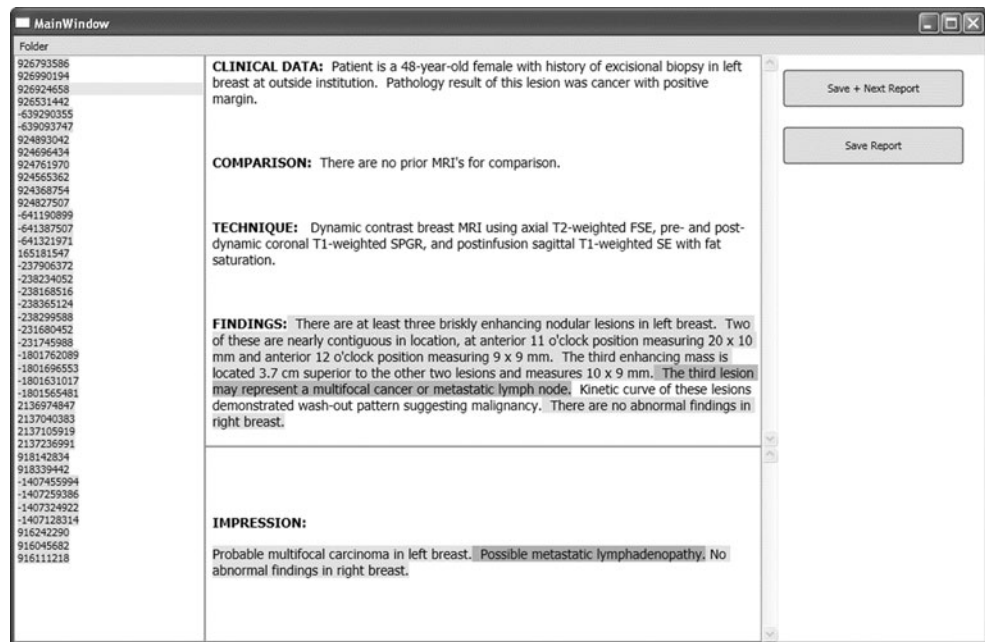 MainWindow
Folder
926793586
926990194
926924658
926531442
-639290355
-639093747
924893042
924696434
924761970
924565362
924368754
924827507
-641190899
-641387507
-641321971
165181547
-237906372
-238234052
-238168516
-238365124
-238299588
-231680452
-231745988
-1801762089
-1801696553
-1801631017
-1801565481
2136974847
2137040383
2137105919
2137236991
918142834
918339442
-1407455994
-1407259386
-1407324922
-1407128314
916242290
916045682
916111218
CLINICAL DATA: Patient is a 48-year-old female with history of excisional biopsy in left
breast at outside institution. Pathology result of this lesion was cancer with positive
margin.
COMPARISON: There are no prior MRI's for comparison.
TECHNIQUE: Dynamic contrast breast MRI using axial T2-weighted FSE, pre- and post-
dynamic coronal T1-weighted SPGR, and postinfusion sagittal T1-weighted SE with fat
saturation.
FINDINGS: There are at least three briskly enhancing nodular lesions in left breast. Two
of these are nearly contiguous in location, at anterior 11 o'clock position measuring 20 x 10
mm and anterior 12 o'clock position measuring 9 x 9 mm. The third enhancing mass is
located 3.7 cm superior to the other two lesions and measures 10 x 9 mm. The third lesion
may represent a multifocal cancer or metastatic lymph node. Kinetic curve of these lesions
demonstrated wash-out pattern suggesting malignancy. There are no abnormal findings in
right breast.
IMPRESSION:
Probable multifocal carcinoma in left breast. Possible metastatic lymphadenopathy. No
abnormal findings in right breast.
Save + Next Report
Save Report